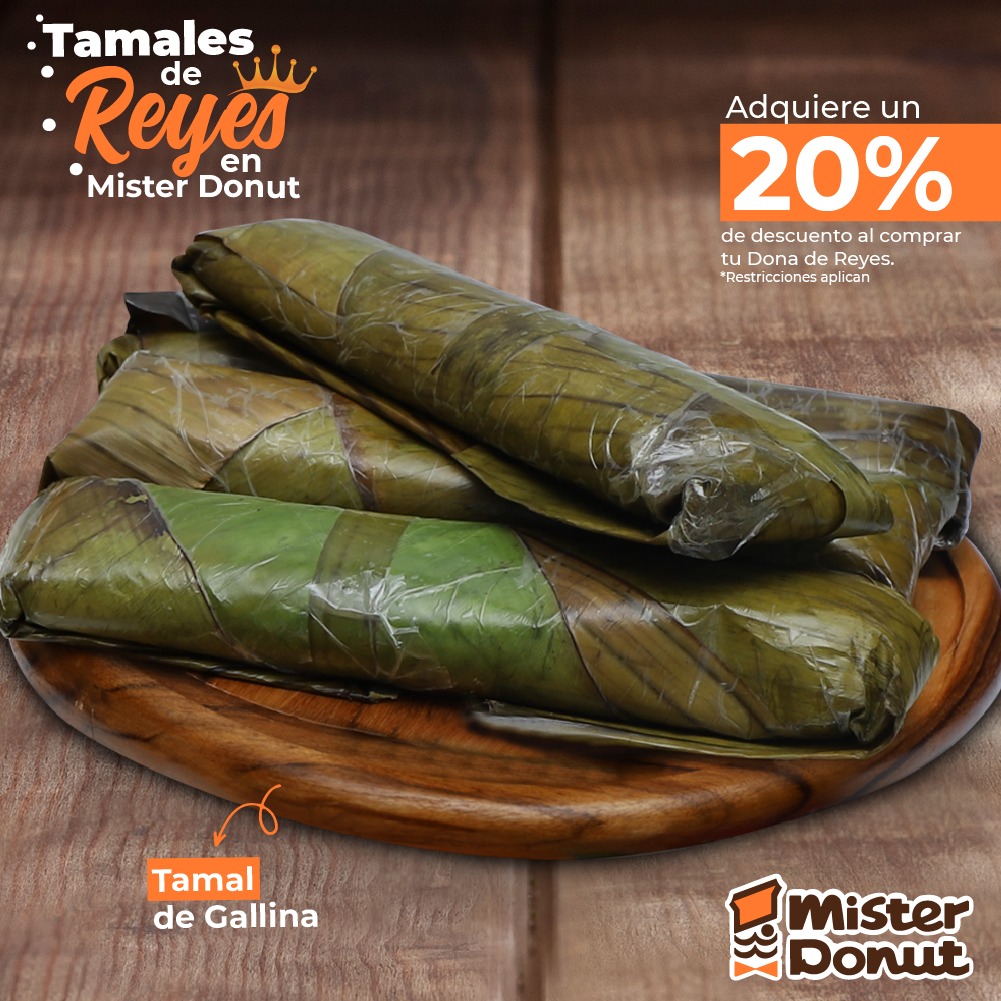 Tamales
de
Reyes
en
Mister Donut
Adquiere un
20%
de descuento al comprar
tu Dona de Reyes.
*Restricciones aplican
Tamal
de Gallina
Mister
Donut